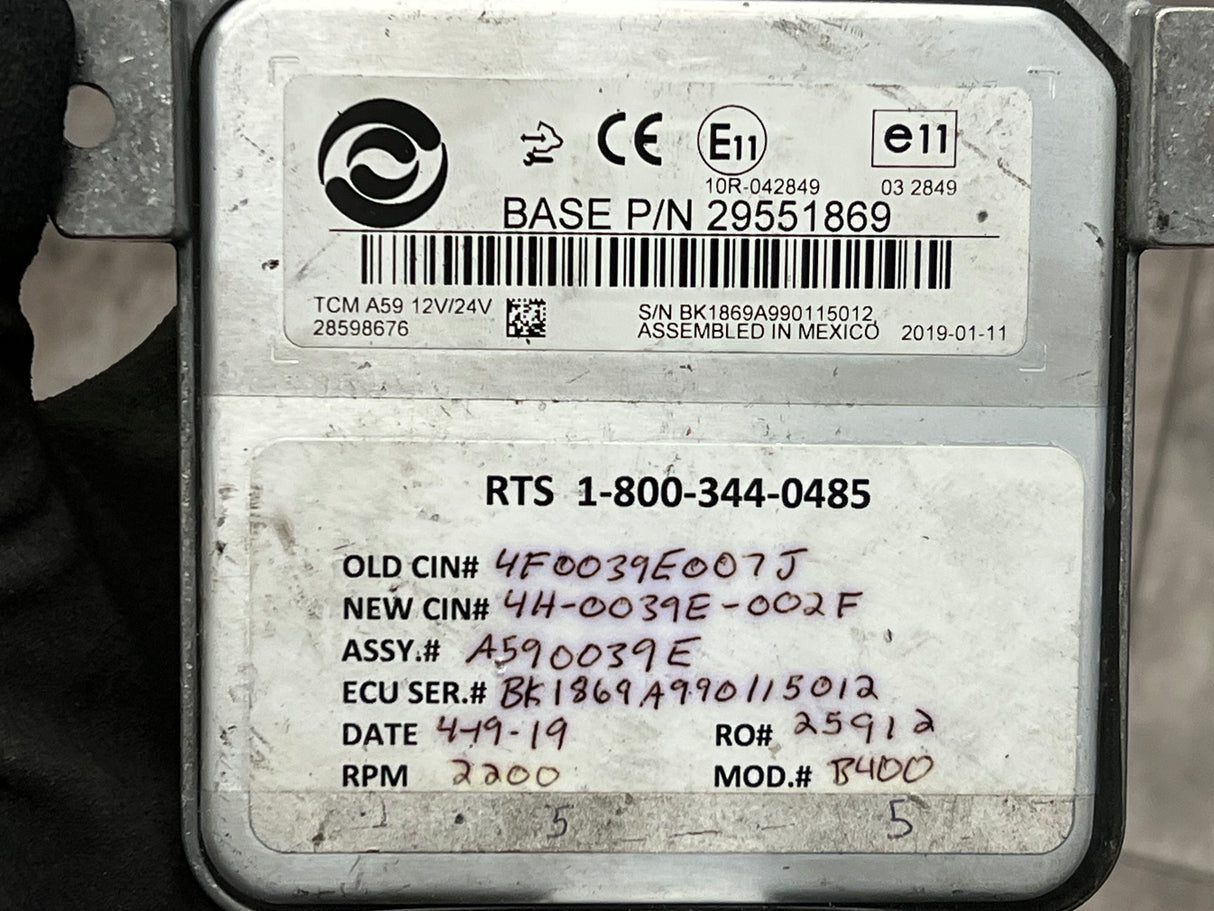 CE E11 e11
10R-042849 03 2849
BASE P/N 29551869
TCM A59 12V/24V S/N BK1869A990115012
28598676 ASSEMBLED IN MEXICO 2019-01-11
RTS 1-800-344-0485
OLD CIN# 4F0039E007J
NEW CIN# 4H-0039E-002F
ASSY.# A590039E
ECU SER.# BK1869A990115012
DATE 4-19-19 RO# 25912
RPM 2200 MOD.# B400
5 5